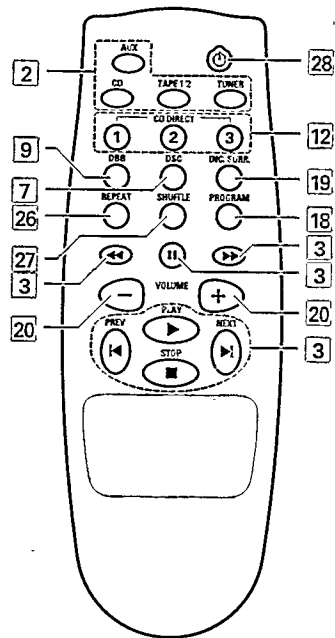 AUX
2
28
CD TAPE 1/2 TUNER
CD DIRECT
1 2 3
12
9
DBB DSC INC. SURR.
7
19
REPEAT SHUFFLE PROGRAM
26
18
27
3
3
3
VOLUME
20
20
PLAY
PREV NEXT
3
STOP